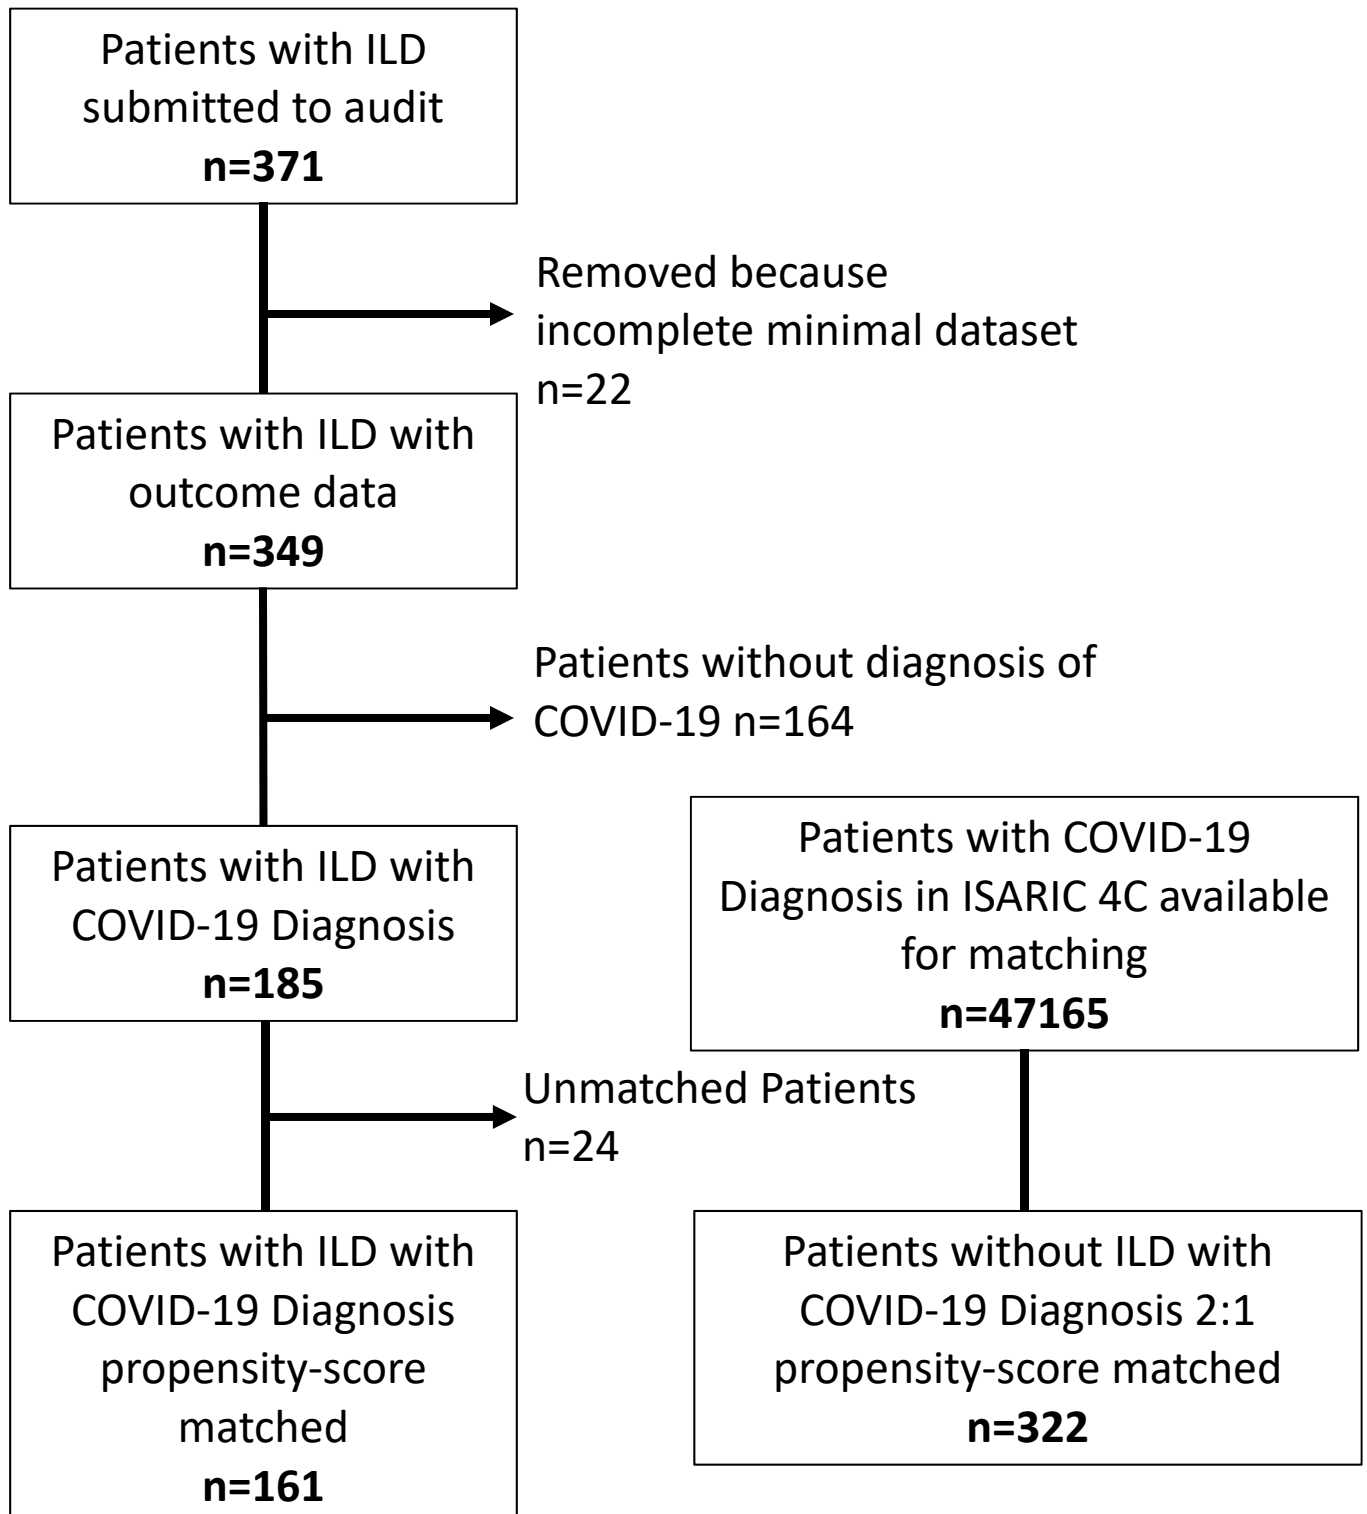 Patients with ILD
submitted to audit
n=371
Removed because
incomplete minimal dataset
n=22
Patients with ILD with
outcome data
n=349
Patients without diagnosis of
COVID-19 n=164
Patients with ILD with
COVID-19 Diagnosis
n=185
Patients with COVID-19
Diagnosis in ISARIC 4C available
for matching
n=47165
Unmatched Patients
n=24
Patients with ILD with
COVID-19 Diagnosis
propensity-score
matched
n=161
Patients without ILD with
COVID-19 Diagnosis 2:1
propensity-score matched
n=322